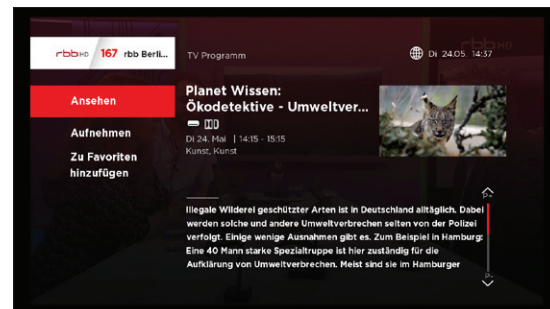 rbb HD 167 rbb Berli...
TV Programm
Di 24.05. 14:37
Ansehen
Aufnehmen
Zu Favoriten
hinzufügen
Planet Wissen:
Ökodetektive - Umweltver...
Di 24. Mai | 14:15 - 15:15
Kunst, Kunst
Illegale Wilderei geschützter Arten ist in Deutschland alltäglich. Dabei
werden solche und andere Umweltverbrechen selten von der Polizei
verfolgt. Einige wenige Ausnahmen gibt es. Zum Beispiel in Hamburg:
Eine 40 Mann starke Spezialtruppe ist hier zuständig für die
Aufklärung von Umweltverbrechen. Meist sind sie im Hamburger